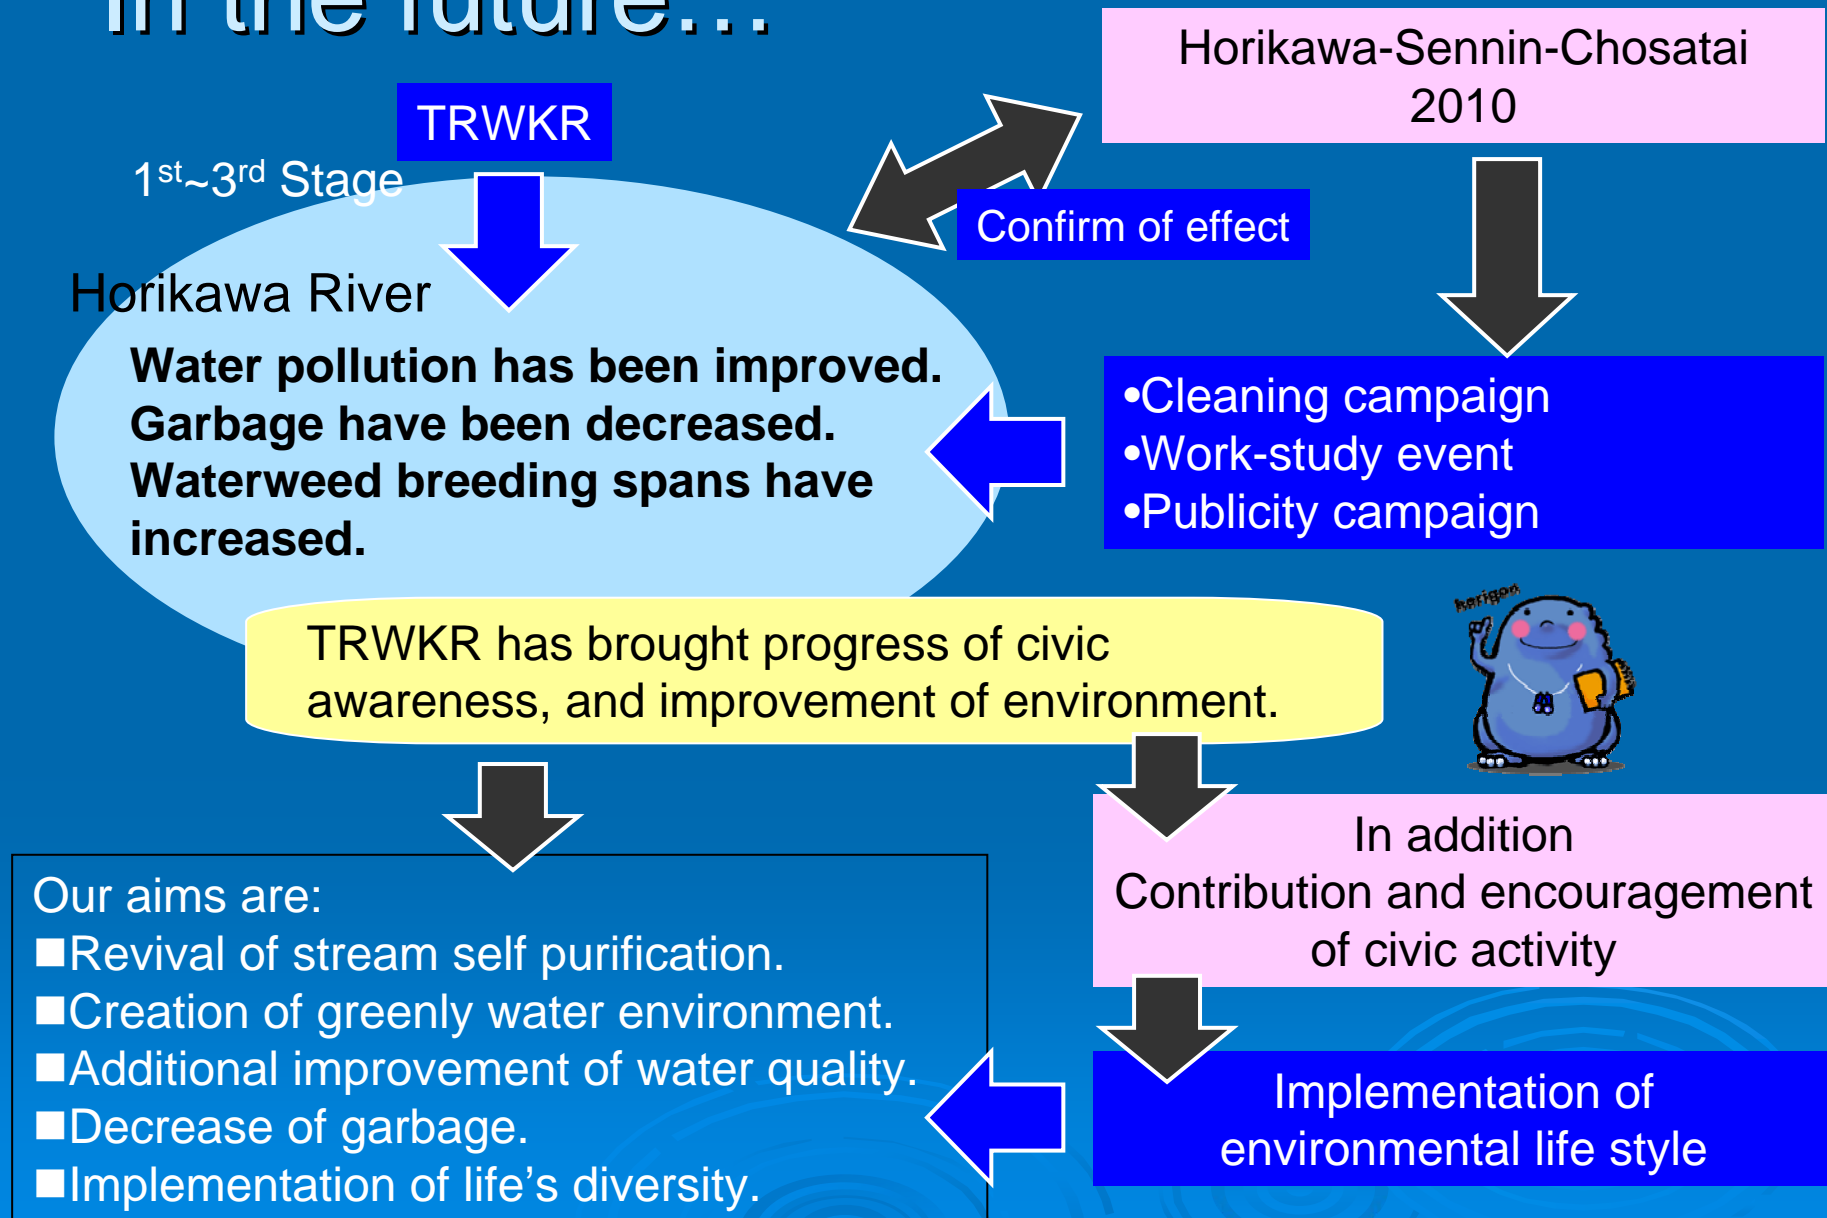 In the future…
TRWKR
1st~3rd Stage
Horikawa River
Water pollution has been improved.
Garbage have been decreased.
Waterweed breeding spans have
increased.
Horikawa-Sennin-Chosatai
2010
Confirm of effect
•Cleaning campaign
•Work-study event
•Publicity campaign
horigon
TRWKR has brought progress of civic
awareness, and improvement of environment.
In addition
Contribution and encouragement
of civic activity
Implementation of
environmental life style
Our aims are:
■Revival of stream self purification.
■Creation of greenly water environment.
■Additional improvement of water quality.
■Decrease of garbage.
■Implementation of life’s diversity.